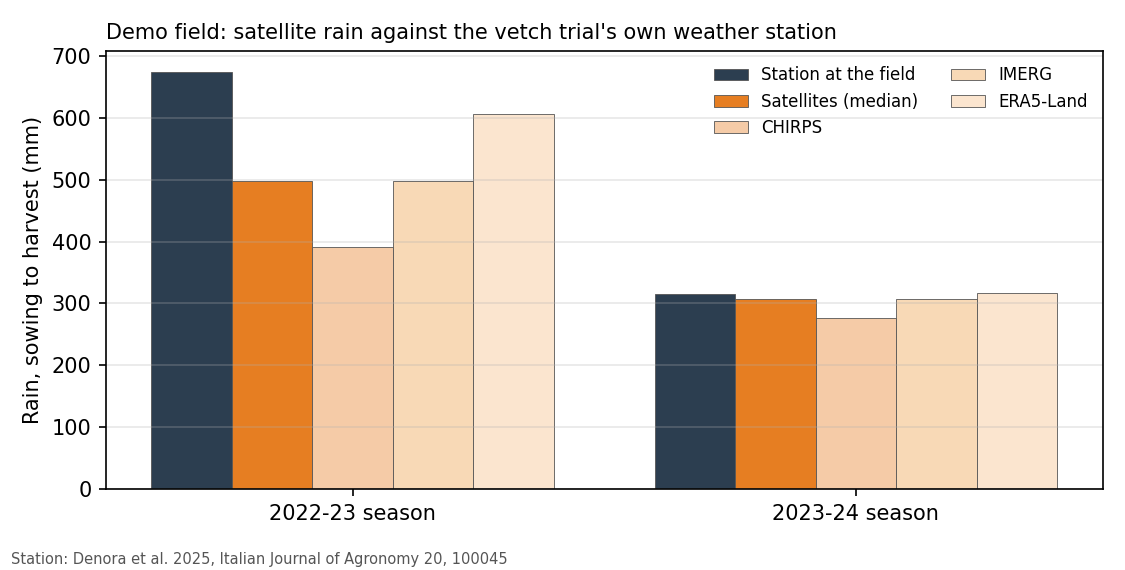 Demo field: satellite rain against the vetch trial's own weather station
Rain, sowing to harvest (mm)
700
600
500
400
300
200
100
0
Station at the field
Satellites (median)
CHIRPS
IMERG
ERA5-Land
2022-23 season
2023-24 season
Station: Denora et al. 2025, Italian Journal of Agronomy 20, 100045